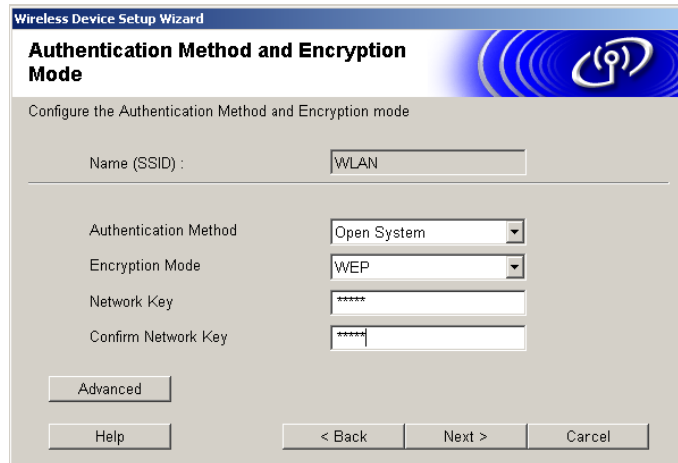 Wireless Device Setup Wizard
Authentication Method and Encryption
Mode
Configure the Authentication Method and Encryption mode
Name (SSID) : WLAN
Authentication Method Open System
Encryption Mode WEP
Network Key *****
Confirm Network Key *****
Advanced
Help < Back Next > Carcel